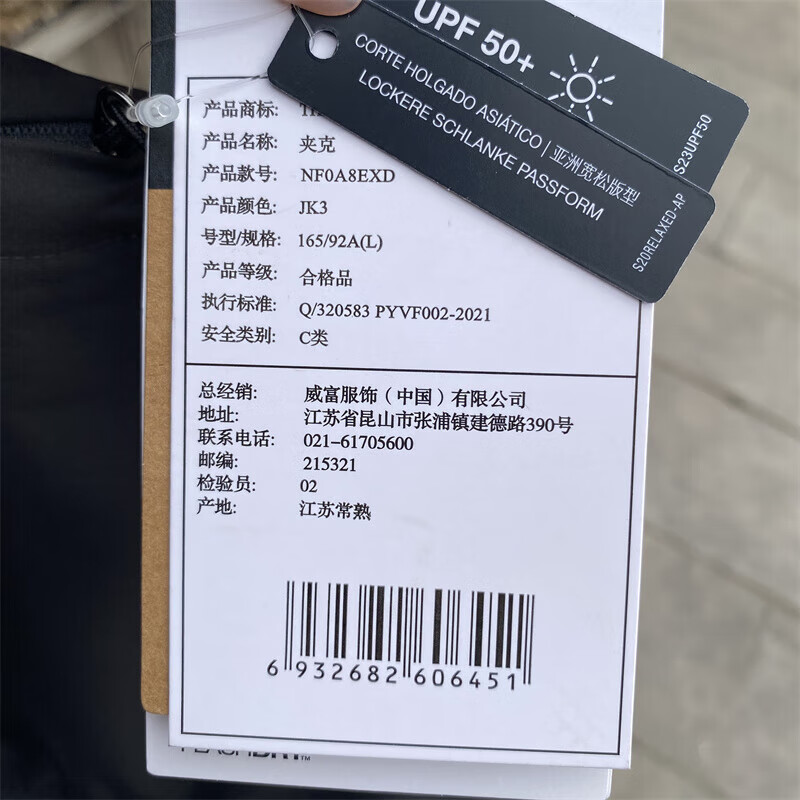 UPF 50+
CORTE HOLGADO ASIÁTICO | 亚洲宽松版型
LOCKERE SCHLANKE PASSFORM
S23UPF50
S20RELAXED-AP
产品商标:
产品名称: 夹克
产品款号: NF0A8EXD
产品颜色: JK3
号型/规格: 165/92A(L)
产品等级: 合格品
执行标准: Q/320583 PYVF002-2021
安全类别: C类
总经销: 威富服饰（中国）有限公司
地址: 江苏省昆山市张浦镇建德路390号
联系电话: 021-61705600
邮编: 215321
检验员: 02
产地: 江苏常熟
6 932682 606451